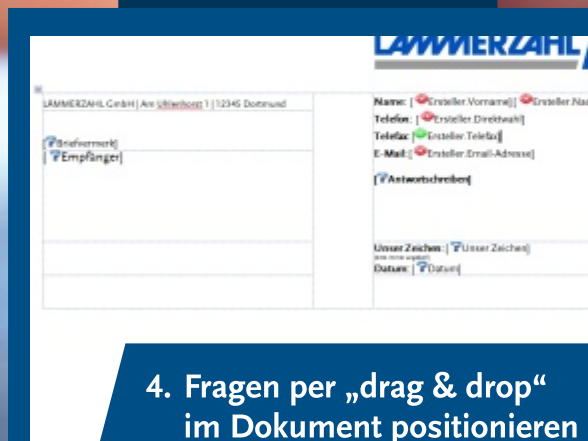 LÄMMERZAHL
LÄMMERZAHL GmbH | Am Uhlenhorst 1 | 12345 Dortmund
Name: [Ersteller.Vorname] [Ersteller.Nac
Telefon: [Ersteller.Direktwahl]
Telefax: [Ersteller.Telefax]
[Briefvermerk]
[Empfänger]
E-Mail: [Ersteller.Email-Adresse]
[Antwortschreiben]
Unser Zeichen: [Unser Zeichen]
Datum: [Datum]
4. Fragen per „drag & drop“
im Dokument positionieren